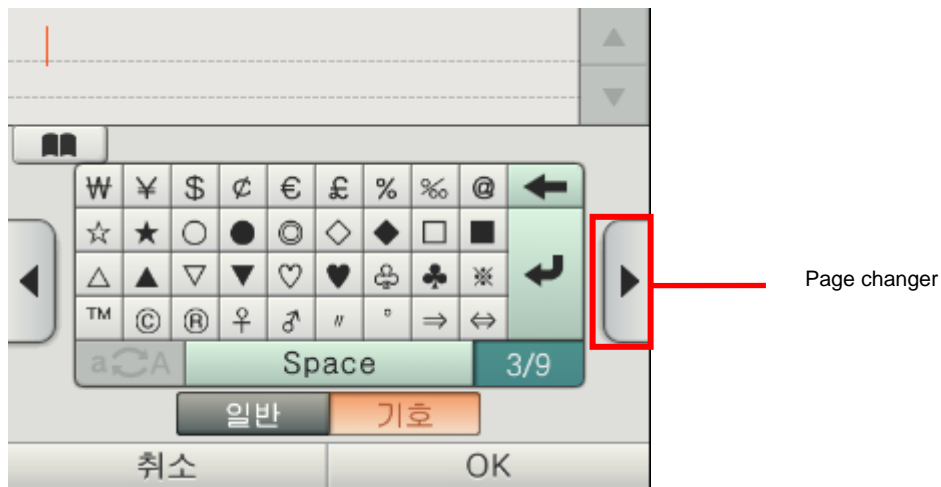 ₩ ¥ $ ¢ € £ % ‰ @
☆ ★ ○ ● ◎ ◇ ◆ □ ■
△ ▲ ▽ ▼ ♡ ♥ ♧ ♣ ※
™ © ® ♀ ♂ 〃 ° ⇒ ⇔
a A Space 3/9
일반 기호
취소 OK
Page changer